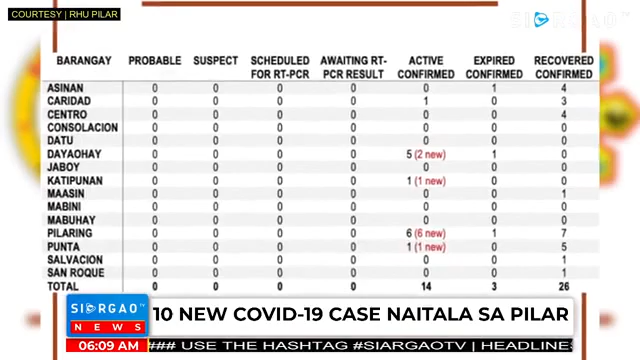 COURTESY | RHU PILAR
SIARGAO TV
BARANGAY PROBABLE SUSPECT SCHEDULED FOR RT-PCR AWAITING RT-PCR RESULT ACTIVE CONFIRMED EXPIRED CONFIRMED RECOVERED CONFIRMED
ASINAN 0 0 0 0 0 1 4
CARIDAD 0 0 0 0 1 0 3
CENTRO 0 0 0 0 0 0 4
CONSOLACION 0 0 0 0 0 0 0
DATU 0 0 0 0 0 0 0
DAYAOHAY 0 0 0 0 5 (2 new) 1 0
JABOY 0 0 0 0 0 0 0
KATIPUNAN 0 0 0 0 1 (1 new) 0 0
MAASIN 0 0 0 0 0 0 1
MABINI 0 0 0 0 0 0 0
MABUHAY 0 0 0 0 0 0 0
PILARING 0 0 0 0 6 (6 new) 1 7
PUNTA 0 0 0 0 1 (1 new) 0 5
SALVACION 0 0 0 0 0 0 1
SAN ROQUE 0 0 0 0 0 0 1
TOTAL 0 0 0 0 14 3 26
SIARGAO TV
NEWS
10 NEW COVID-19 CASE NAITALA SA PILAR
06:09 AM
### USE THE HASHTAG #SIARGAOTV | HEADLINES